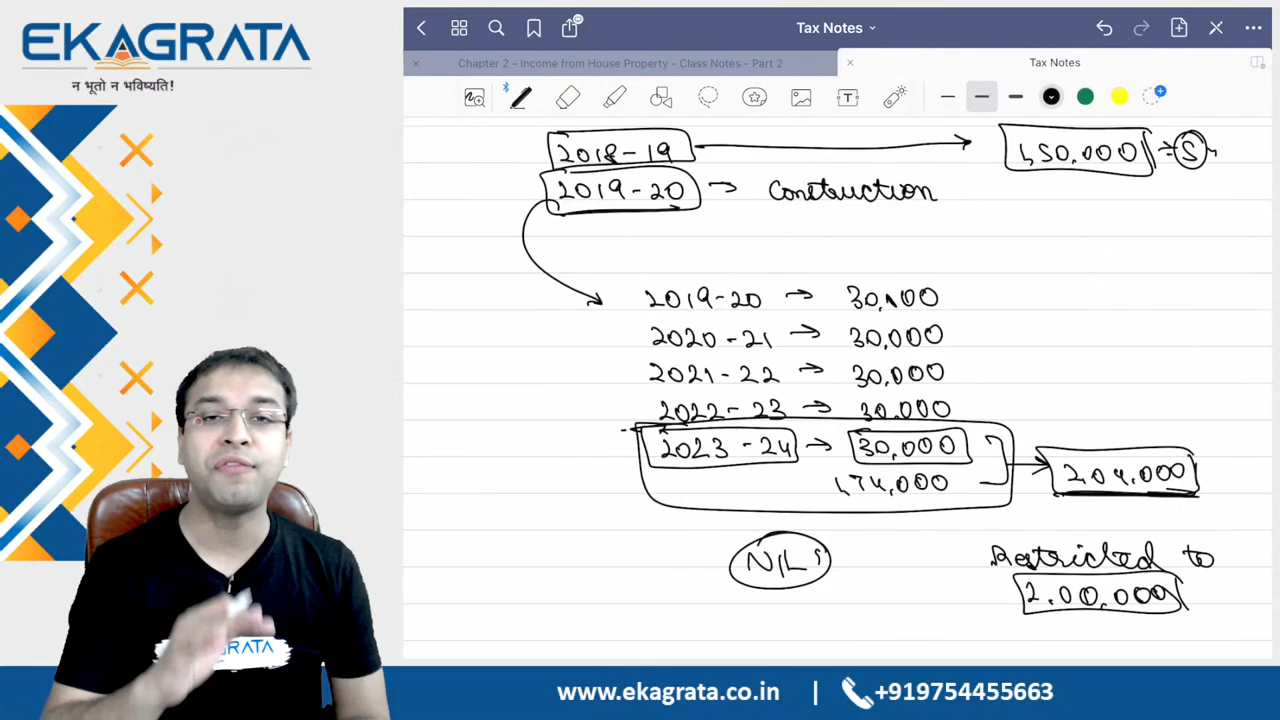 EKAGRATA
न भूतो न भविष्यति!
Tax Notes
Chapter 2 - Income from House Property - Class Notes - Part 2
Tax Notes
2018-19 → 1,50,000 ÷ 5
2019-20 → Construction
2019-20 → 30,000
2020-21 → 30,000
2021-22 → 30,000
2022-23 → 30,000
2023-24 → 30,000
1,74,000
2,04,000
NIL
Restricted to
2,00,000
EKAGRATA
www.ekagrata.co.in | +919754455663